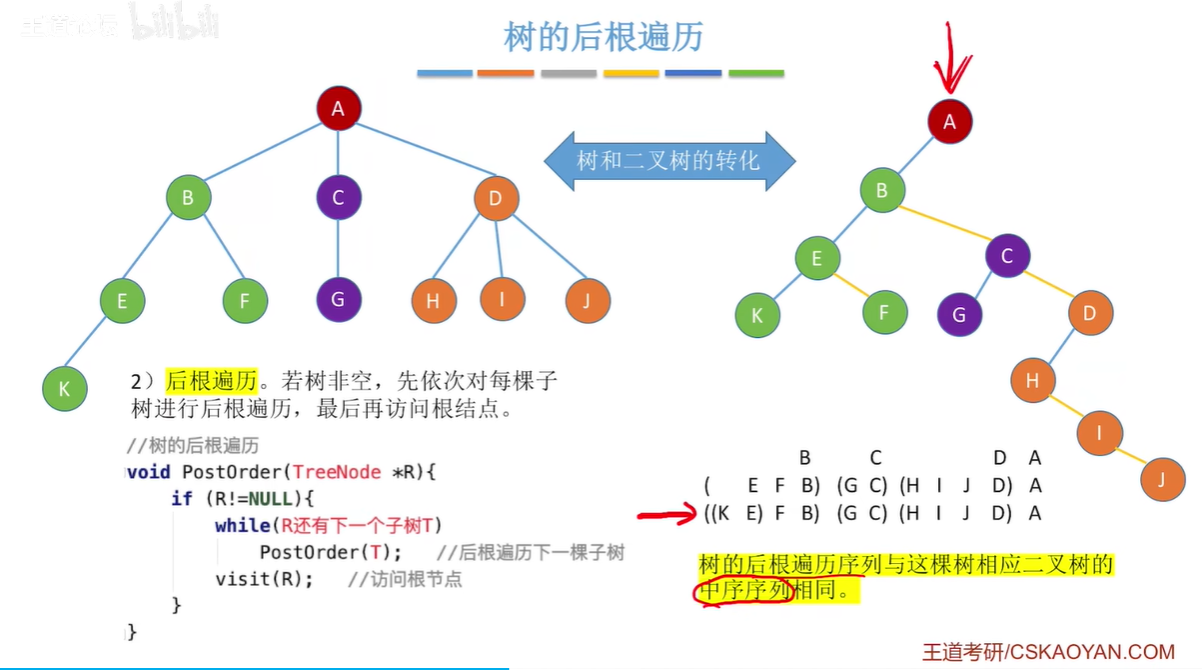 王道论坛 bilibili
树的后根遍历
A
B
C
D
E
F
G
H
I
J
K
树和二叉树的转化
A
B
E
C
K
F
G
D
H
I
J
2）后根遍历。若树非空，先依次对每棵子
树进行后根遍历，最后再访问根结点。
//树的后根遍历
void PostOrder(TreeNode *R){
if (R!=NULL){
while(R还有下一个子树T)
PostOrder(T); //后根遍历下一棵子树
visit(R); //访问根节点
}
}
B C D A
( E F B) (G C) (H I J D) A
((K E) F B) (G C) (H I J D) A
树的后根遍历序列与这棵树相应二叉树的
中序序列相同。
王道考研/CSKAOYAN.COM